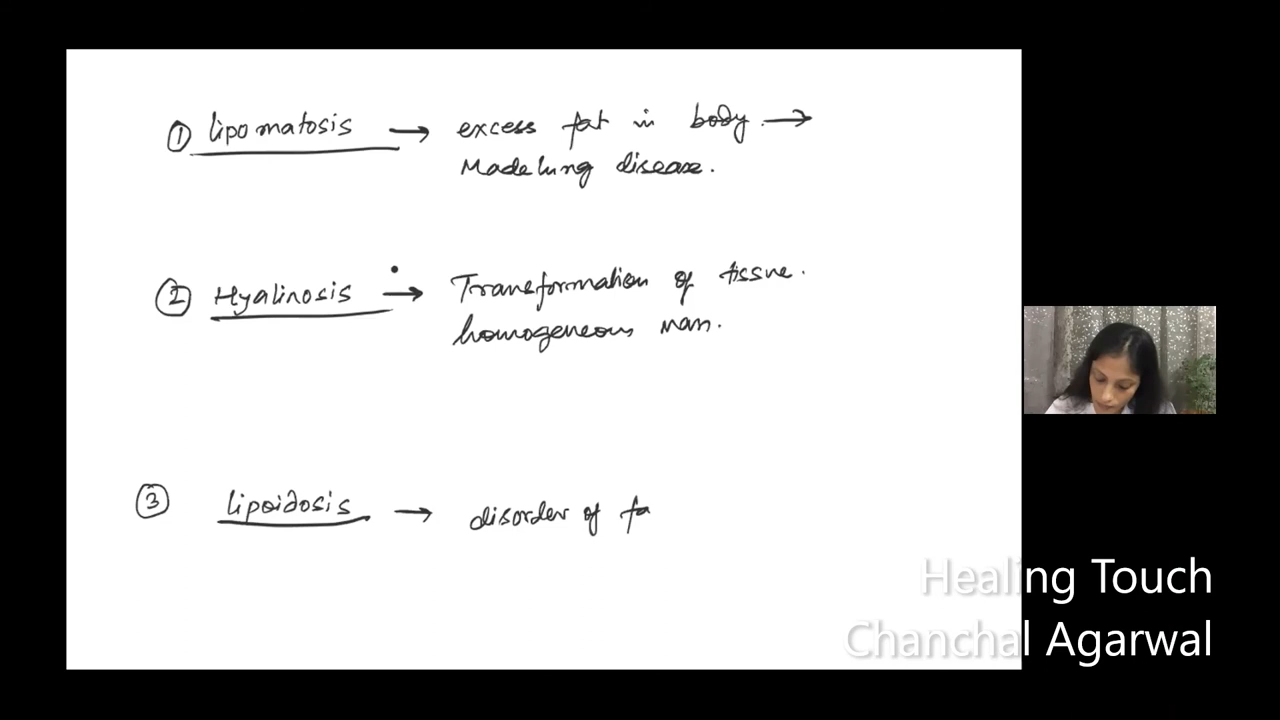 ① lipomatosis → excess fat in body. →
Madelung disease.
② Hyalinosis → Transformation of tissue.
homogeneous mass.
③ lipoidosis → disorder of fa
Healing Touch
Chanchal Agarwal